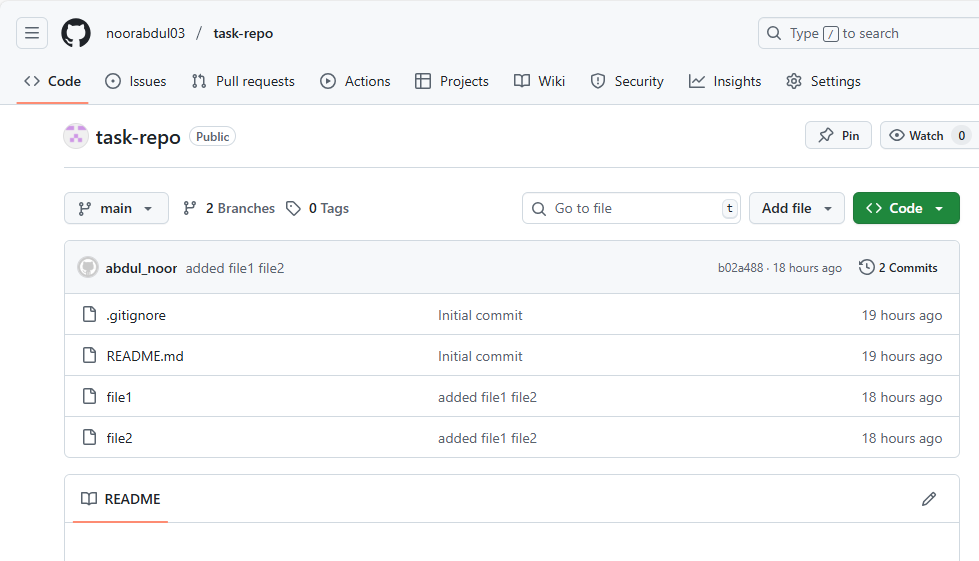 noorabdul03 / task-repo Type / to search
Code Issues Pull requests Actions Projects Wiki Security Insights Settings
task-repo Public Pin Watch 0
main 2 Branches 0 Tags Go to file t Add file Code
abdul_noor added file1 file2 b02a488 · 18 hours ago 2 Commits
.gitignore Initial commit 19 hours ago
README.md Initial commit 19 hours ago
file1 added file1 file2 18 hours ago
file2 added file1 file2 18 hours ago
README